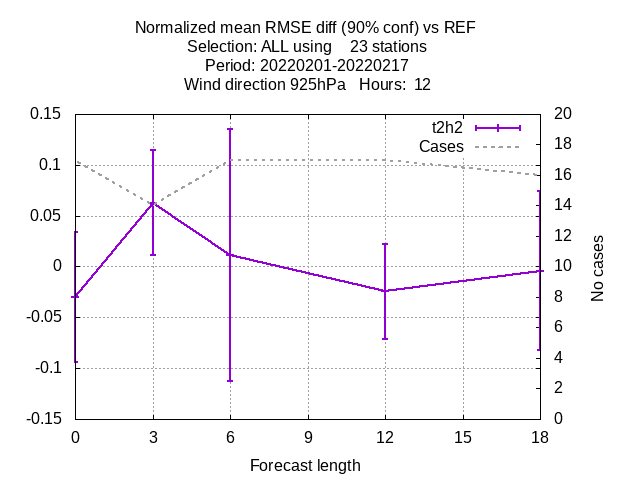 Normalized mean RMSE diff (90% conf) vs REF
Selection: ALL using    23 stations
Period: 20220201-20220217
Wind direction 925hPa   Hours:  12
0.15
0.1
0.05
0
-0.05
-0.1
-0.15
t2h2
Cases
20
18
16
14
12
10
8
6
4
2
0
No cases
0 3 6 9 12 15 18
Forecast length